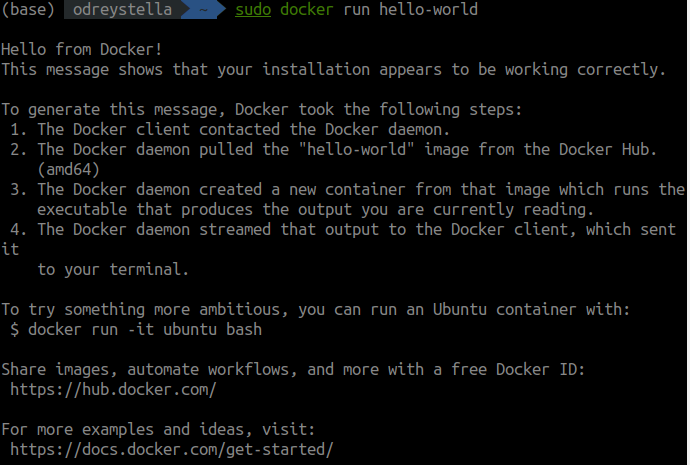 (base) odreystella ~ sudo docker run hello-world
Hello from Docker!
This message shows that your installation appears to be working correctly.
To generate this message, Docker took the following steps:
1. The Docker client contacted the Docker daemon.
2. The Docker daemon pulled the "hello-world" image from the Docker Hub.
(amd64)
3. The Docker daemon created a new container from that image which runs the
executable that produces the output you are currently reading.
4. The Docker daemon streamed that output to the Docker client, which sent
it
to your terminal.
To try something more ambitious, you can run an Ubuntu container with:
$ docker run -it ubuntu bash
Share images, automate workflows, and more with a free Docker ID:
https://hub.docker.com/
For more examples and ideas, visit:
https://docs.docker.com/get-started/